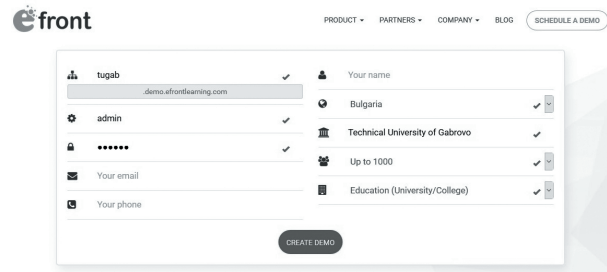 efront
PRODUCT PARTNERS COMPANY BLOG SCHEDULE A DEMO
tugab
.demo.efrontlearning.com
admin
••••••
Your email
Your phone
Your name
Bulgaria
Technical University of Gabrovo
Up to 1000
Education (University/College)
CREATE DEMO